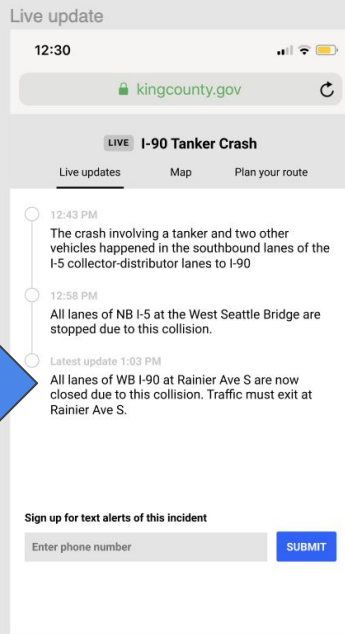 Live update
12:30
kingcounty.gov
LIVE I-90 Tanker Crash
Live updates Map Plan your route
12:43 PM
The crash involving a tanker and two other
vehicles happened in the southbound lanes of the
I-5 collector-distributor lanes to I-90
12:58 PM
All lanes of NB I-5 at the West Seattle Bridge are
stopped due to this collision.
Latest update 1:03 PM
All lanes of WB I-90 at Rainier Ave S are now
closed due to this collision. Traffic must exit at
Rainier Ave S.
Sign up for text alerts of this incident
Enter phone number SUBMIT